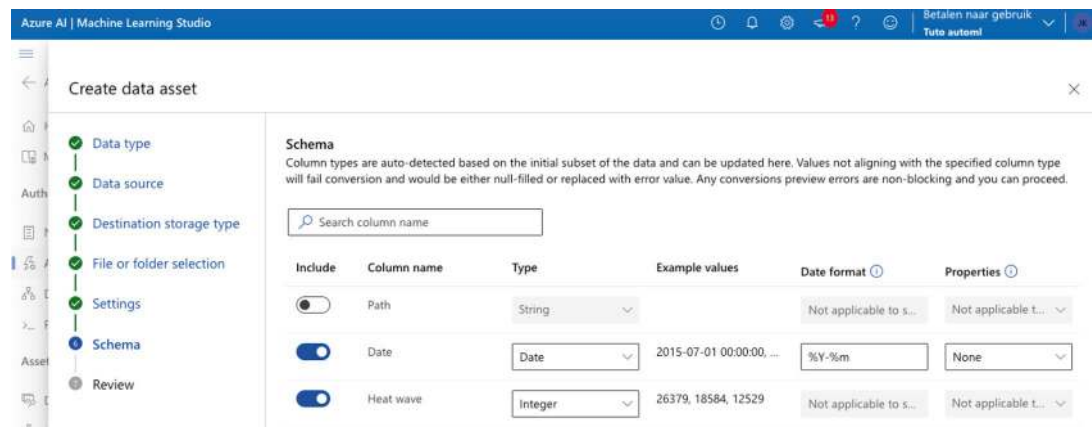 Azure AI | Machine Learning Studio
13
?
Betalen naar gebruik
Tuto automl
JK
Create data asset
Data type
Data source
Destination storage type
File or folder selection
Settings
6 Schema
7 Review
Auth
Asset
Schema
Column types are auto-detected based on the initial subset of the data and can be updated here. Values not aligning with the specified column type
will fail conversion and would be either null-filled or replaced with error value. Any conversions preview errors are non-blocking and you can proceed.
Search column name
Include Column name Type Example values Date format Properties
Path String Not applicable to s... Not applicable t...
Date Date 2015-07-01 00:00:00, ... %Y-%m None
Heat wave Integer 26379, 18584, 12529 Not applicable to s... Not applicable t...